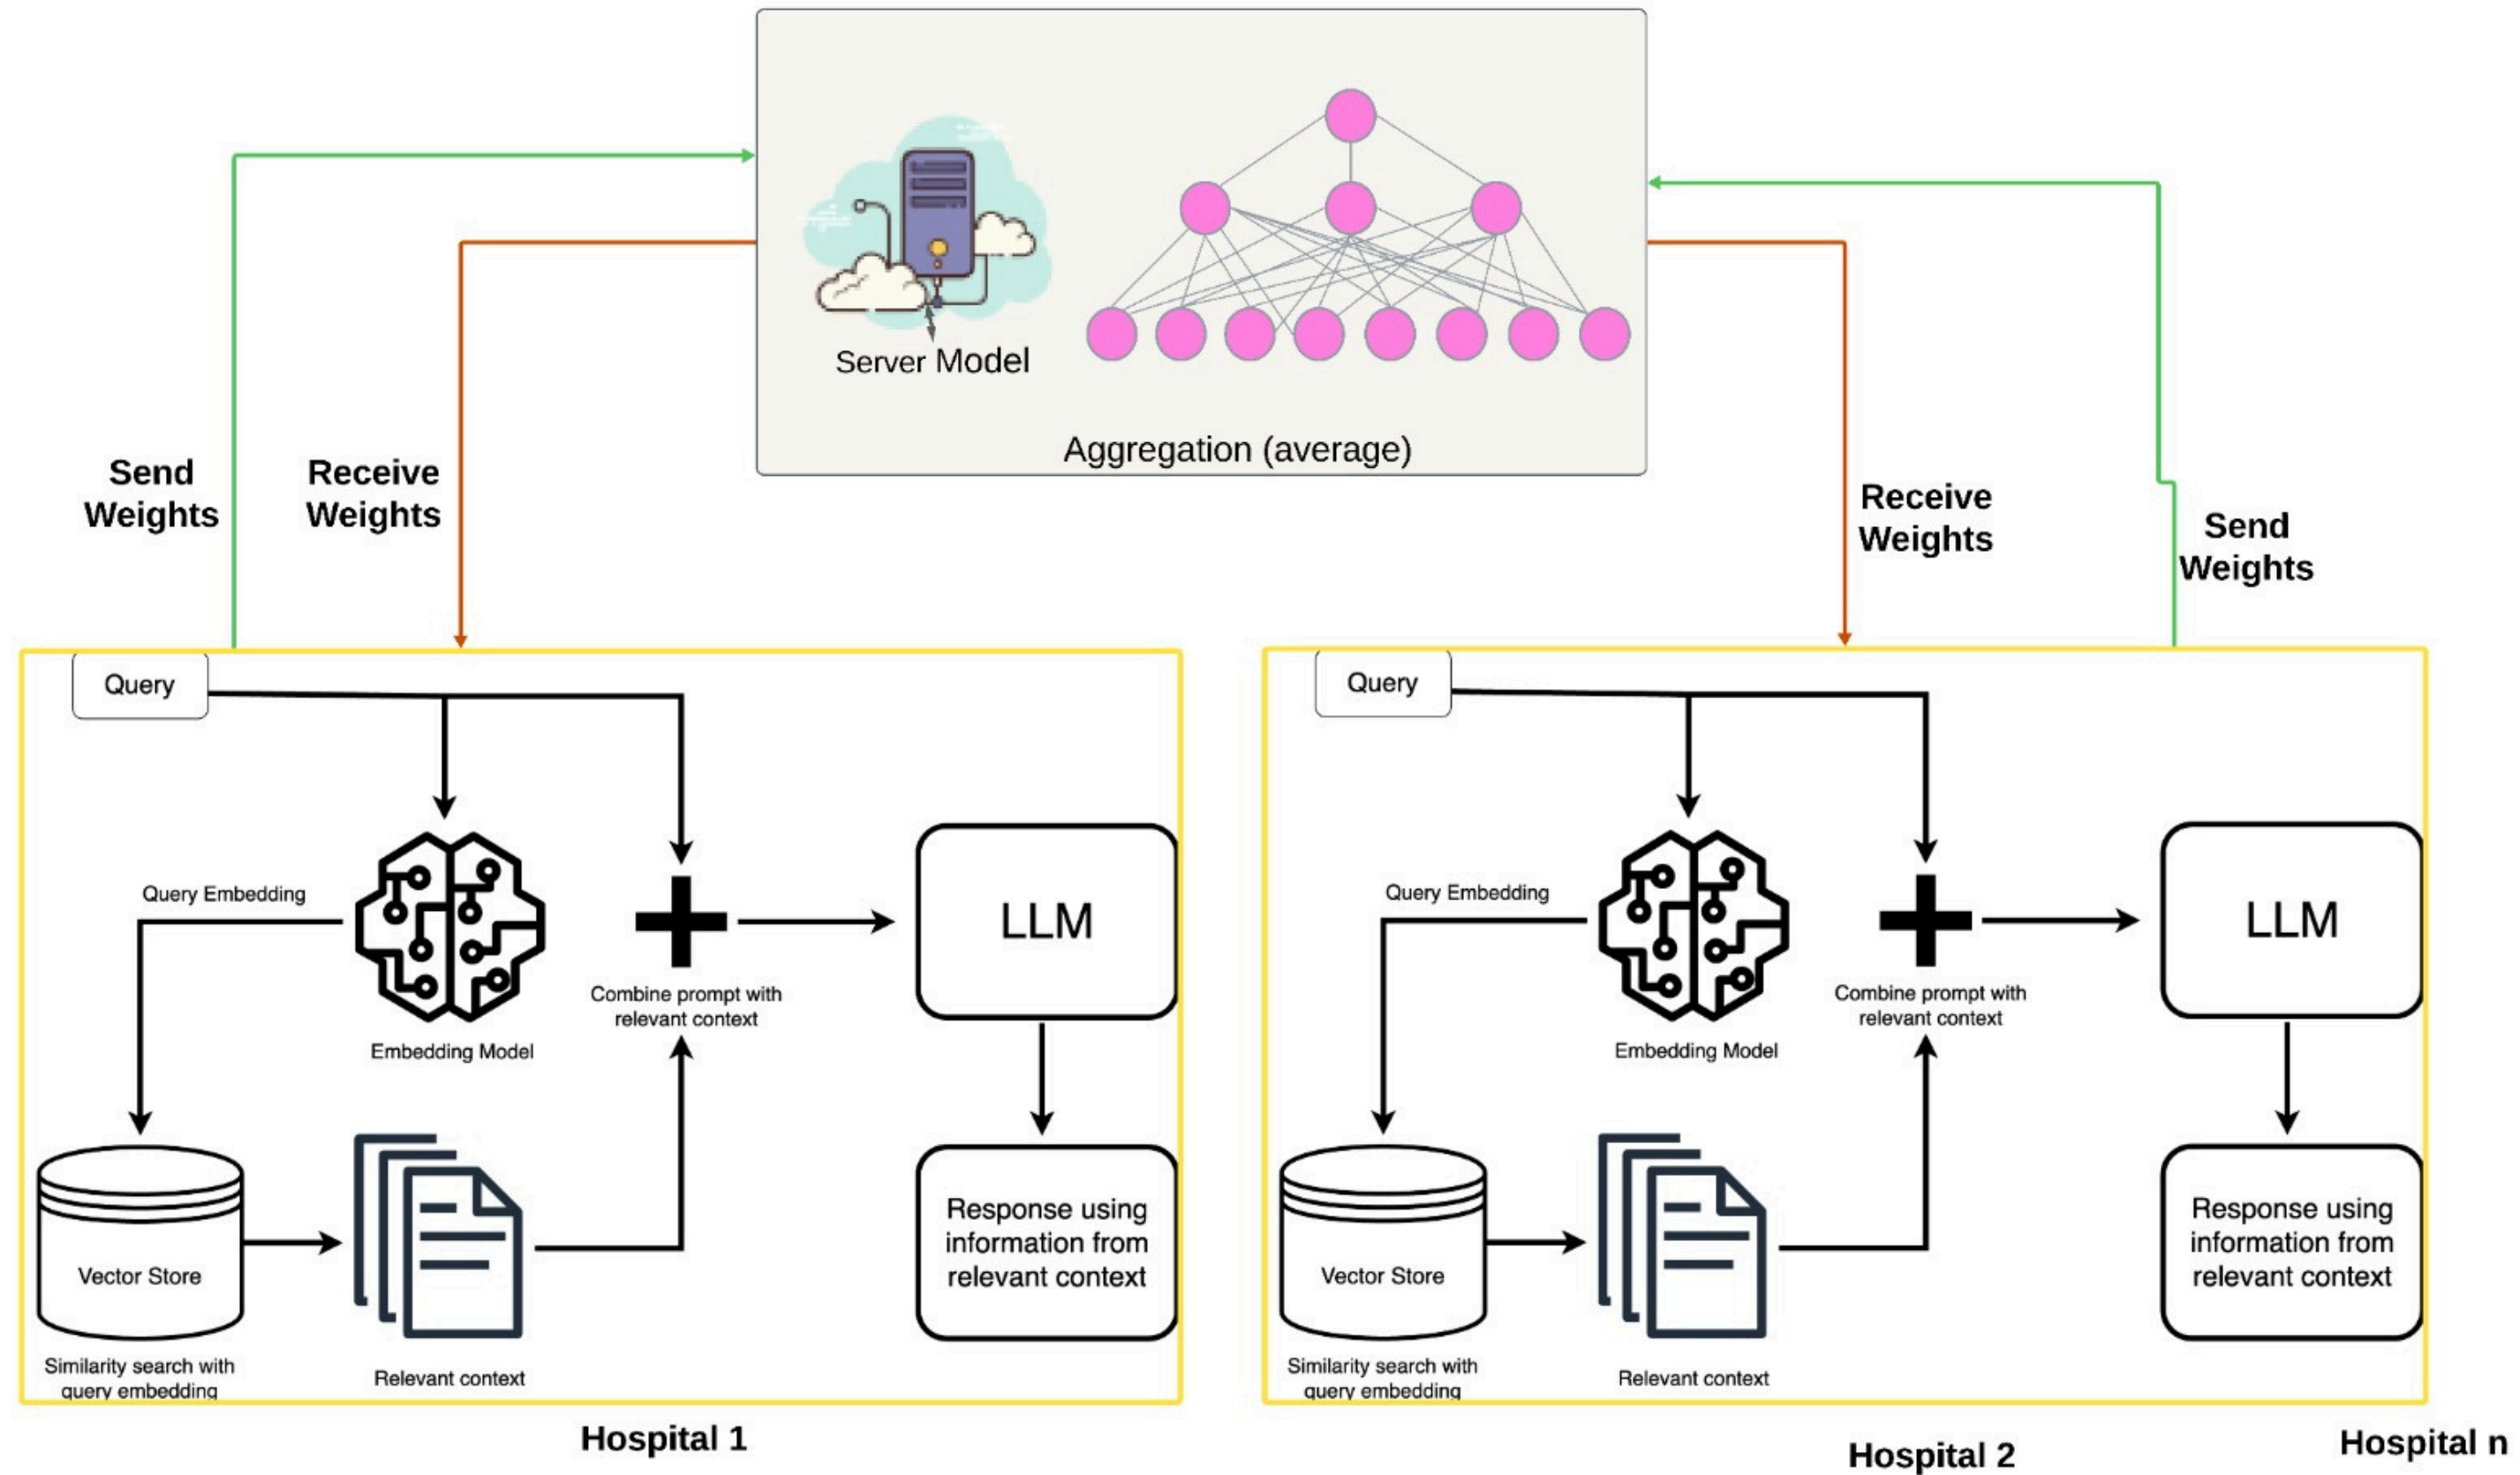 Server Model
Aggregation (average)
Send
Weights
Receive
Weights
Receive
Weights
Send
Weights
Query
Query Embedding
Embedding Model
Combine prompt with
relevant context
LLM
Vector Store
Similarity search with
query embedding
Relevant context
Response using
information from
relevant context
Hospital 1
Query
Query Embedding
Embedding Model
Combine prompt with
relevant context
LLM
Vector Store
Similarity search with
query embedding
Relevant context
Response using
information from
relevant context
Hospital 2
Hospital n